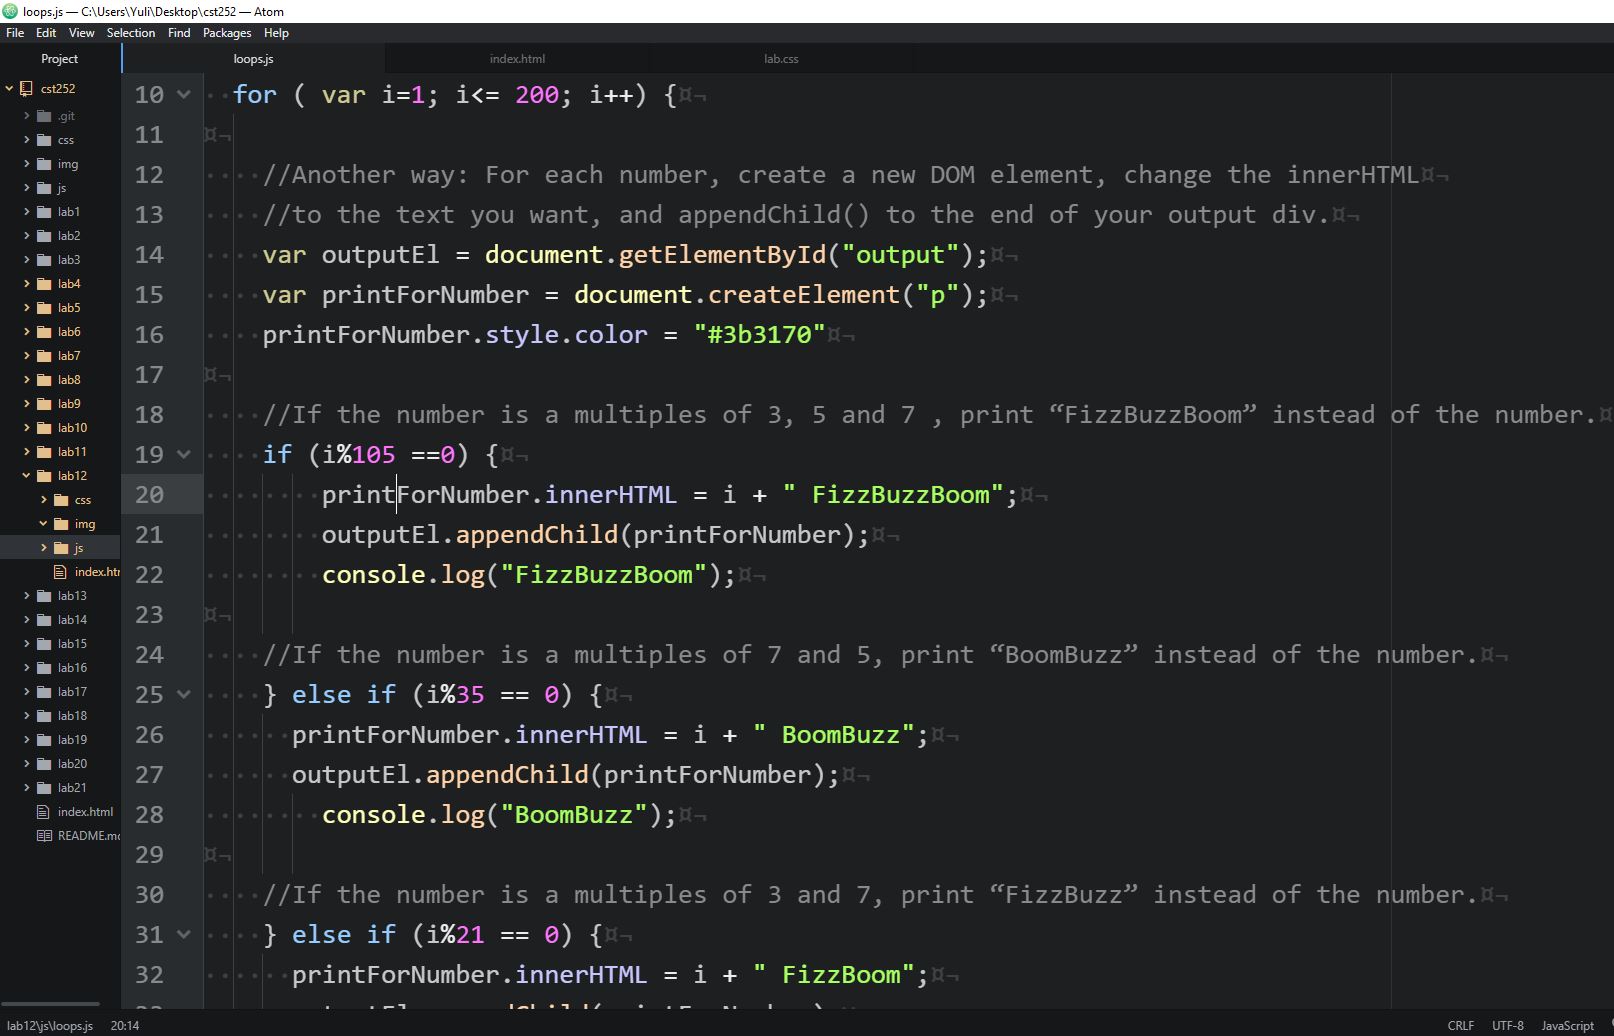 loops.js — C:\Users\Yuli\Desktop\cst252 — Atom
File Edit View Selection Find Packages Help
Project
loops.js
index.html
lab.css
cst252
.git
css
img
js
lab1
lab2
lab3
lab4
lab5
lab6
lab7
lab8
lab9
lab10
lab11
lab12
css
img
js
index.htm
lab13
lab14
lab15
lab16
lab17
lab18
lab19
lab20
lab21
index.html
README.md
10 for ( var i=1; i<= 200; i++) {
11
12 //Another way: For each number, create a new DOM element, change the innerHTML
13 //to the text you want, and appendChild() to the end of your output div.
14 var outputEl = document.getElementById("output");
15 var printForNumber = document.createElement("p");
16 printForNumber.style.color = "#3b3170"
17
18 //If the number is a multiples of 3, 5 and 7 , print “FizzBuzzBoom” instead of the number.
19 if (i%105 ==0) {
20 printForNumber.innerHTML = i + " FizzBuzzBoom";
21 outputEl.appendChild(printForNumber);
22 console.log("FizzBuzzBoom");
23
24 //If the number is a multiples of 7 and 5, print “BoomBuzz” instead of the number.
25 } else if (i%35 == 0) {
26 printForNumber.innerHTML = i + " BoomBuzz";
27 outputEl.appendChild(printForNumber);
28 console.log("BoomBuzz");
29
30 //If the number is a multiples of 3 and 7, print “FizzBuzz” instead of the number.
31 } else if (i%21 == 0) {
32 printForNumber.innerHTML = i + " FizzBoom";
lab12\js\loops.js 20:14
CRLF UTF-8 JavaScript